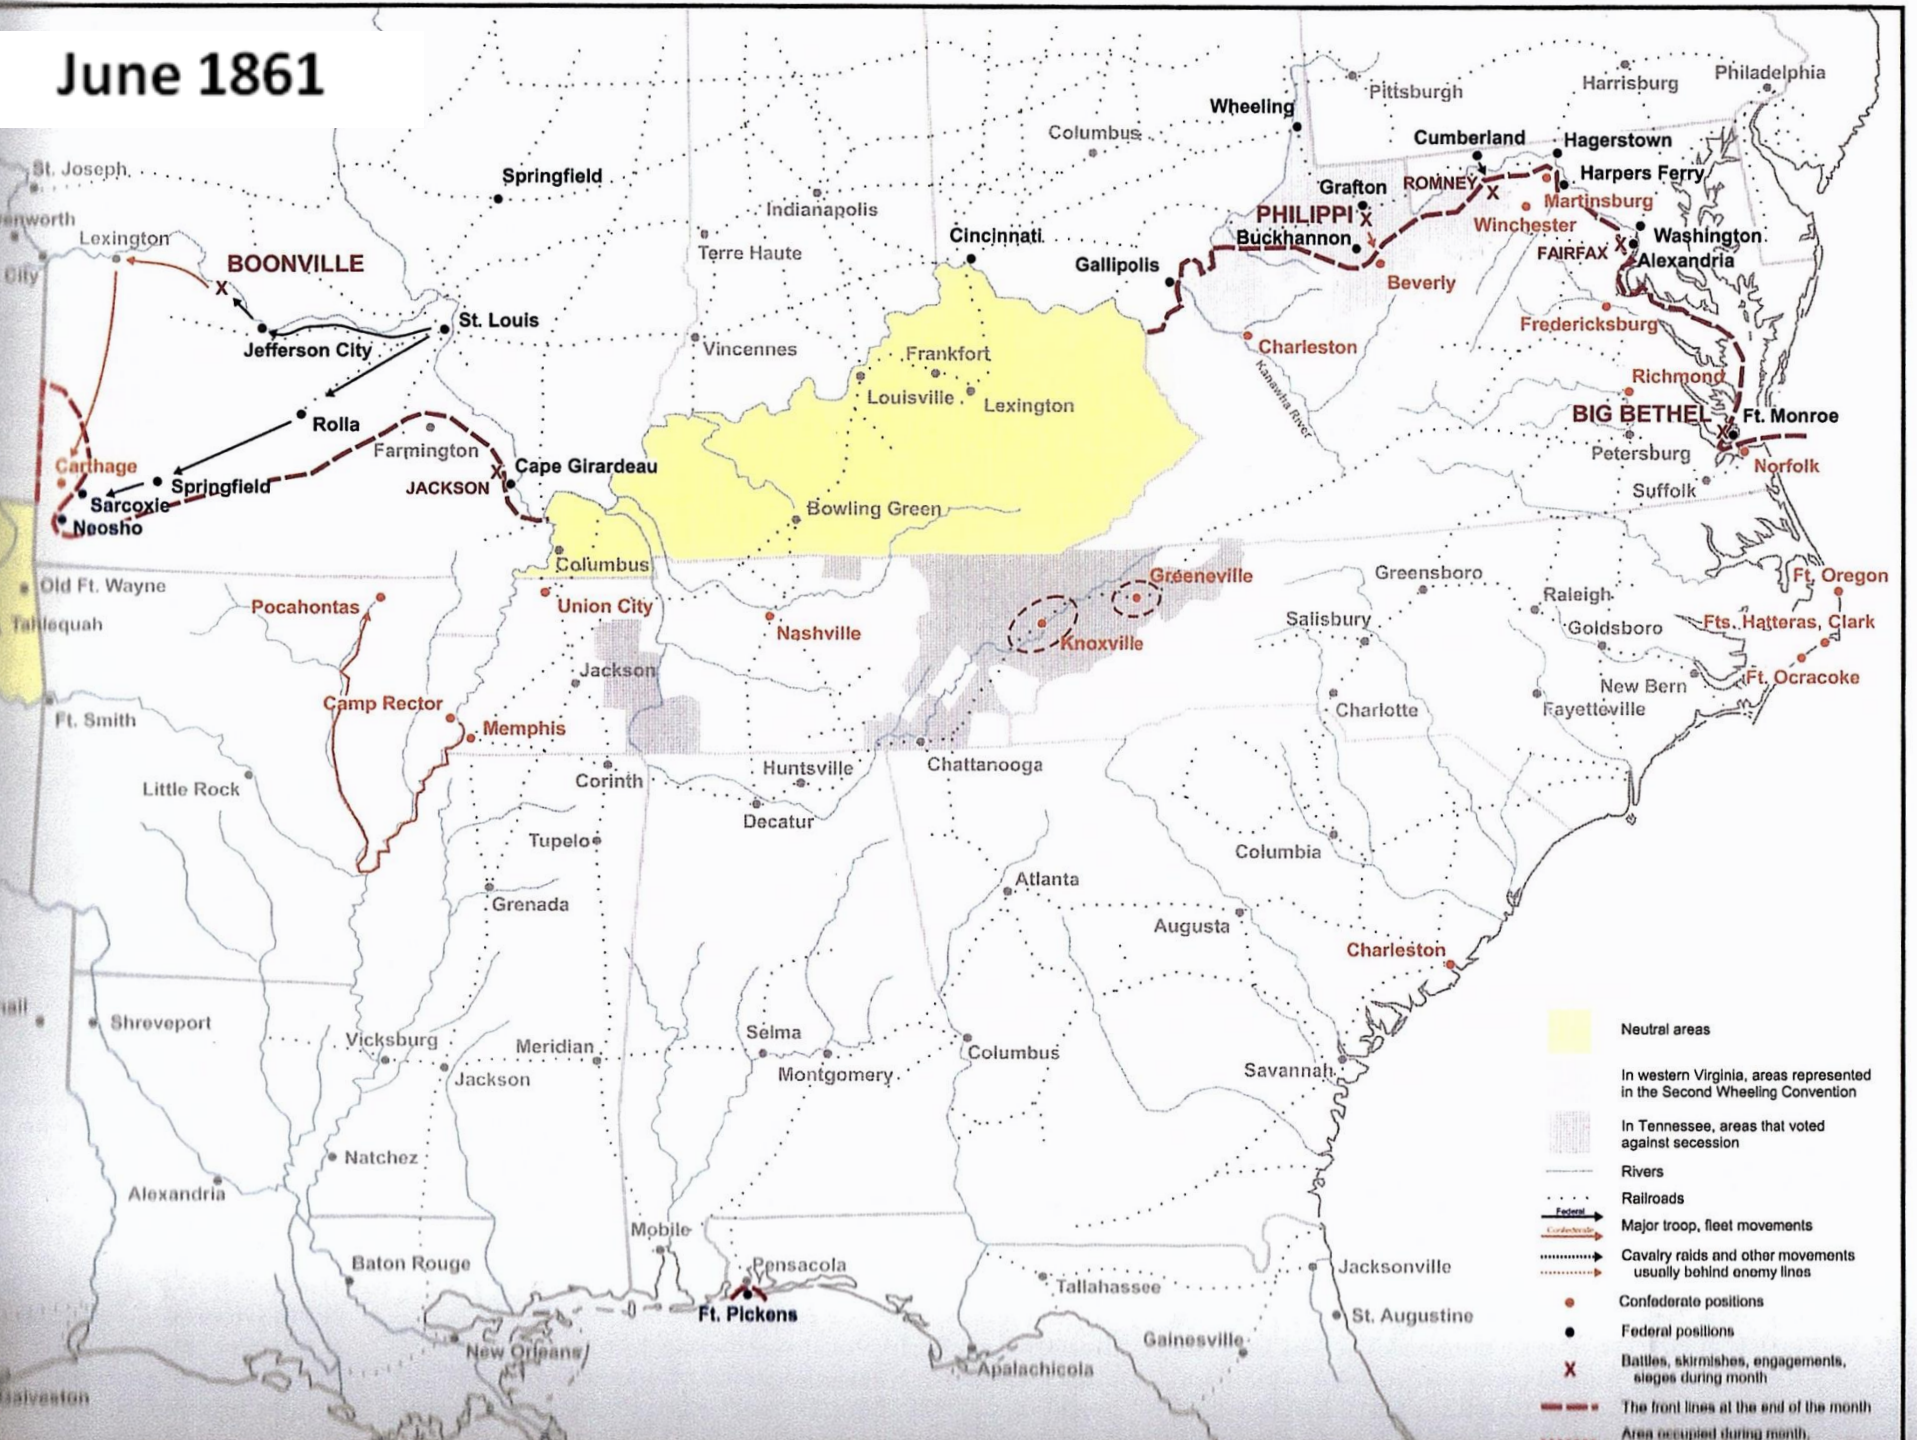 June 1861
Philadelphia
Harrisburg
Pittsburgh
Wheeling
Columbus
Cumberland
Hagerstown
St. Joseph
Springfield
Harpers Ferry
Grafton
ROMNEY
Indianapolis
Martinsburg
PHILIPPI
Winchester
Lexington
Cincinnati
Buckhannon
Washington
Terre Haute
FAIRFAX
Alexandria
BOONVILLE
Gallipolis
City
Beverly
St. Louis
Fredericksburg
Jefferson City
Vincennes
Frankfort
Charleston
Kanawha River
Richmond
Louisville
Lexington
BIG BETHEL
Ft. Monroe
Rolla
Farmington
Petersburg
Carthage
Cape Girardeau
Norfolk
Springfield
JACKSON
Suffolk
Sarcoxie
Bowling Green
Neosho
Columbus
Greensboro
Greeneville
Ft. Oregon
Old Ft. Wayne
Pocahontas
Union City
Raleigh
Tahlequah
Nashville
Salisbury
Fts. Hatteras, Clark
Knoxville
Goldsboro
Jackson
New Bern
Ft. Ocracoke
Camp Rector
Charlotte
Fayetteville
Ft. Smith
Memphis
Chattanooga
Huntsville
Corinth
Little Rock
Decatur
Tupelo
Columbia
Atlanta
Grenada
Augusta
Charleston
Shreveport
Vicksburg
Meridian
Selma
Columbus
Jackson
Montgomery
Savannah
Natchez
Alexandria
Mobile
Baton Rouge
Pensacola
Ft. Pickens
Tallahassee
Jacksonville
St. Augustine
New Orleans
Gainesville
Apalachicola
Galveston
Neutral areas
In western Virginia, areas represented
in the Second Wheeling Convention
In Tennessee, areas that voted
against secession
Rivers
Railroads
Federal
Confederate
Major troop, fleet movements
Cavalry raids and other movements
usually behind enemy lines
Confederate positions
Federal positions
X
Battles, skirmishes, engagements,
sieges during month
The front lines at the end of the month
Area occupied during month,